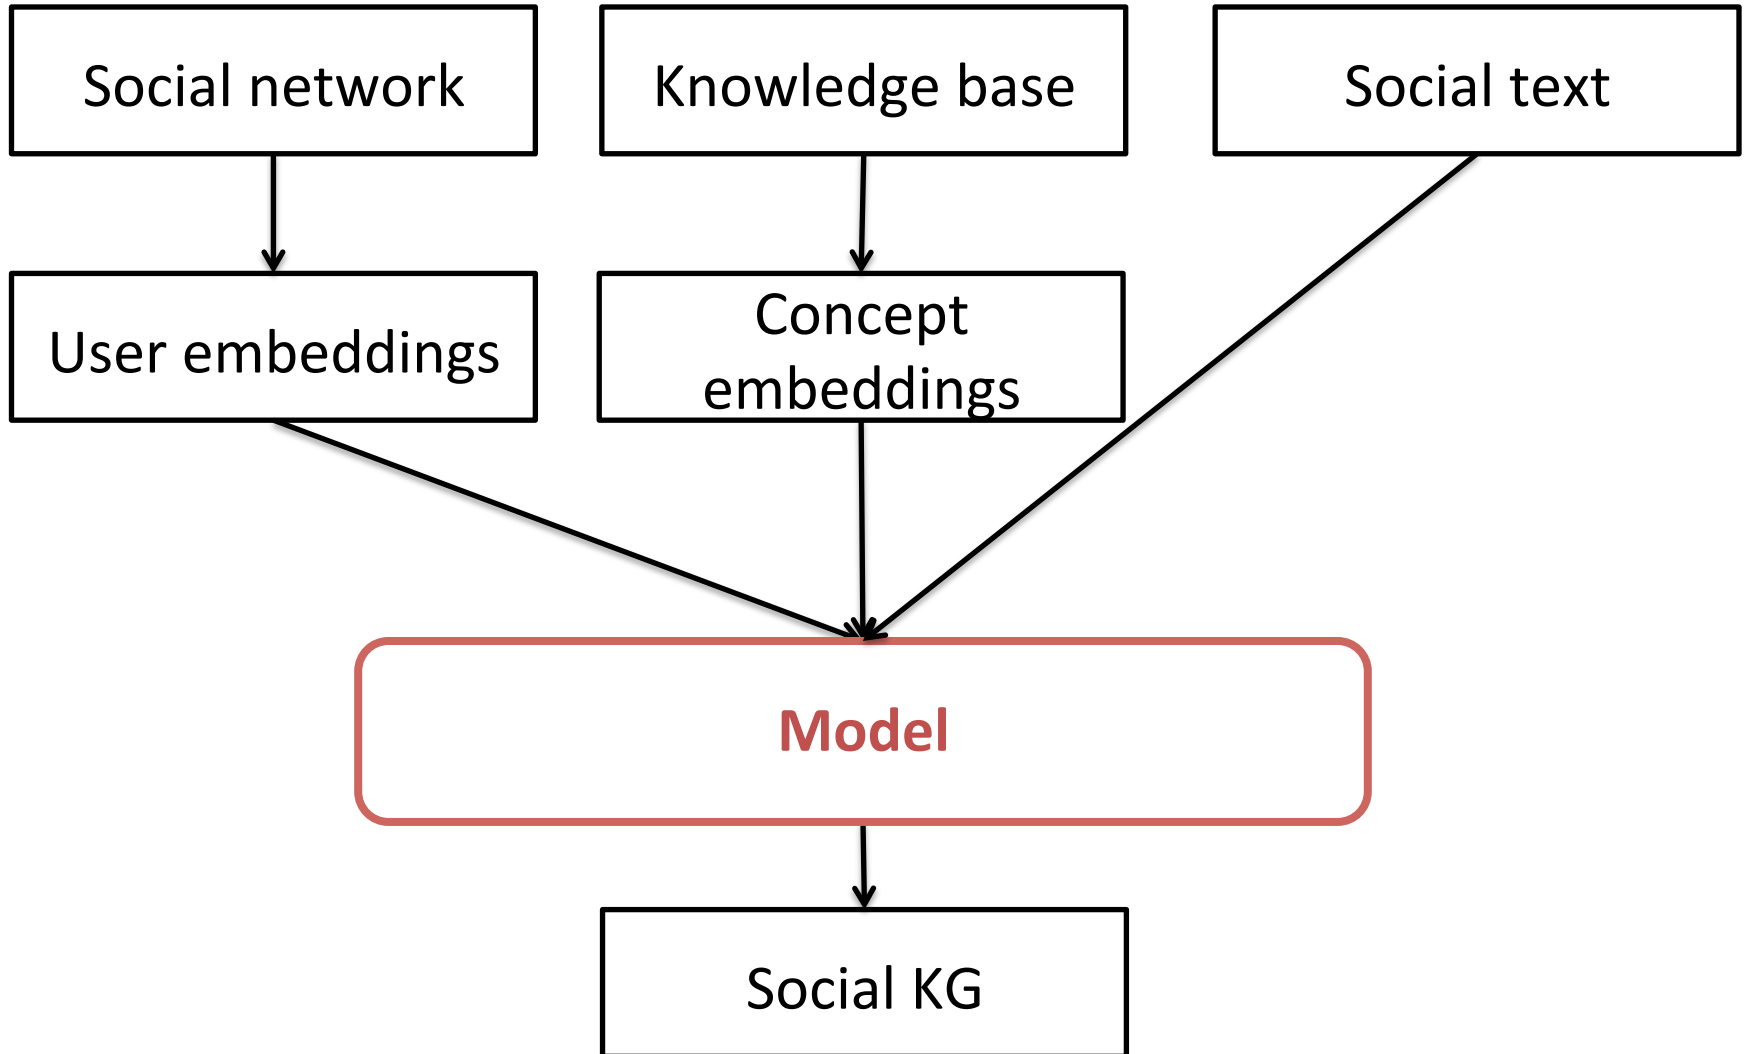 Social network
Knowledge base
Social text
User embeddings
Concept
embeddings
Model
Social KG